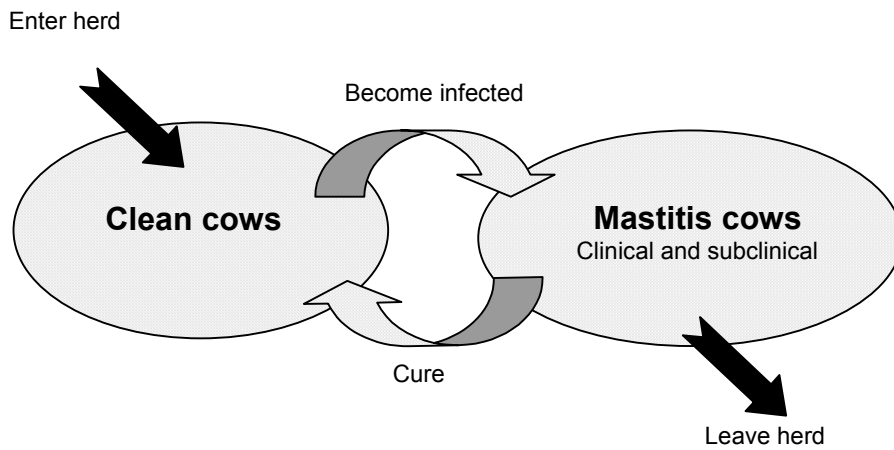 Enter herd
Become infected
Clean cows
Mastitis cows
Clinical and subclinical
Cure
Leave herd